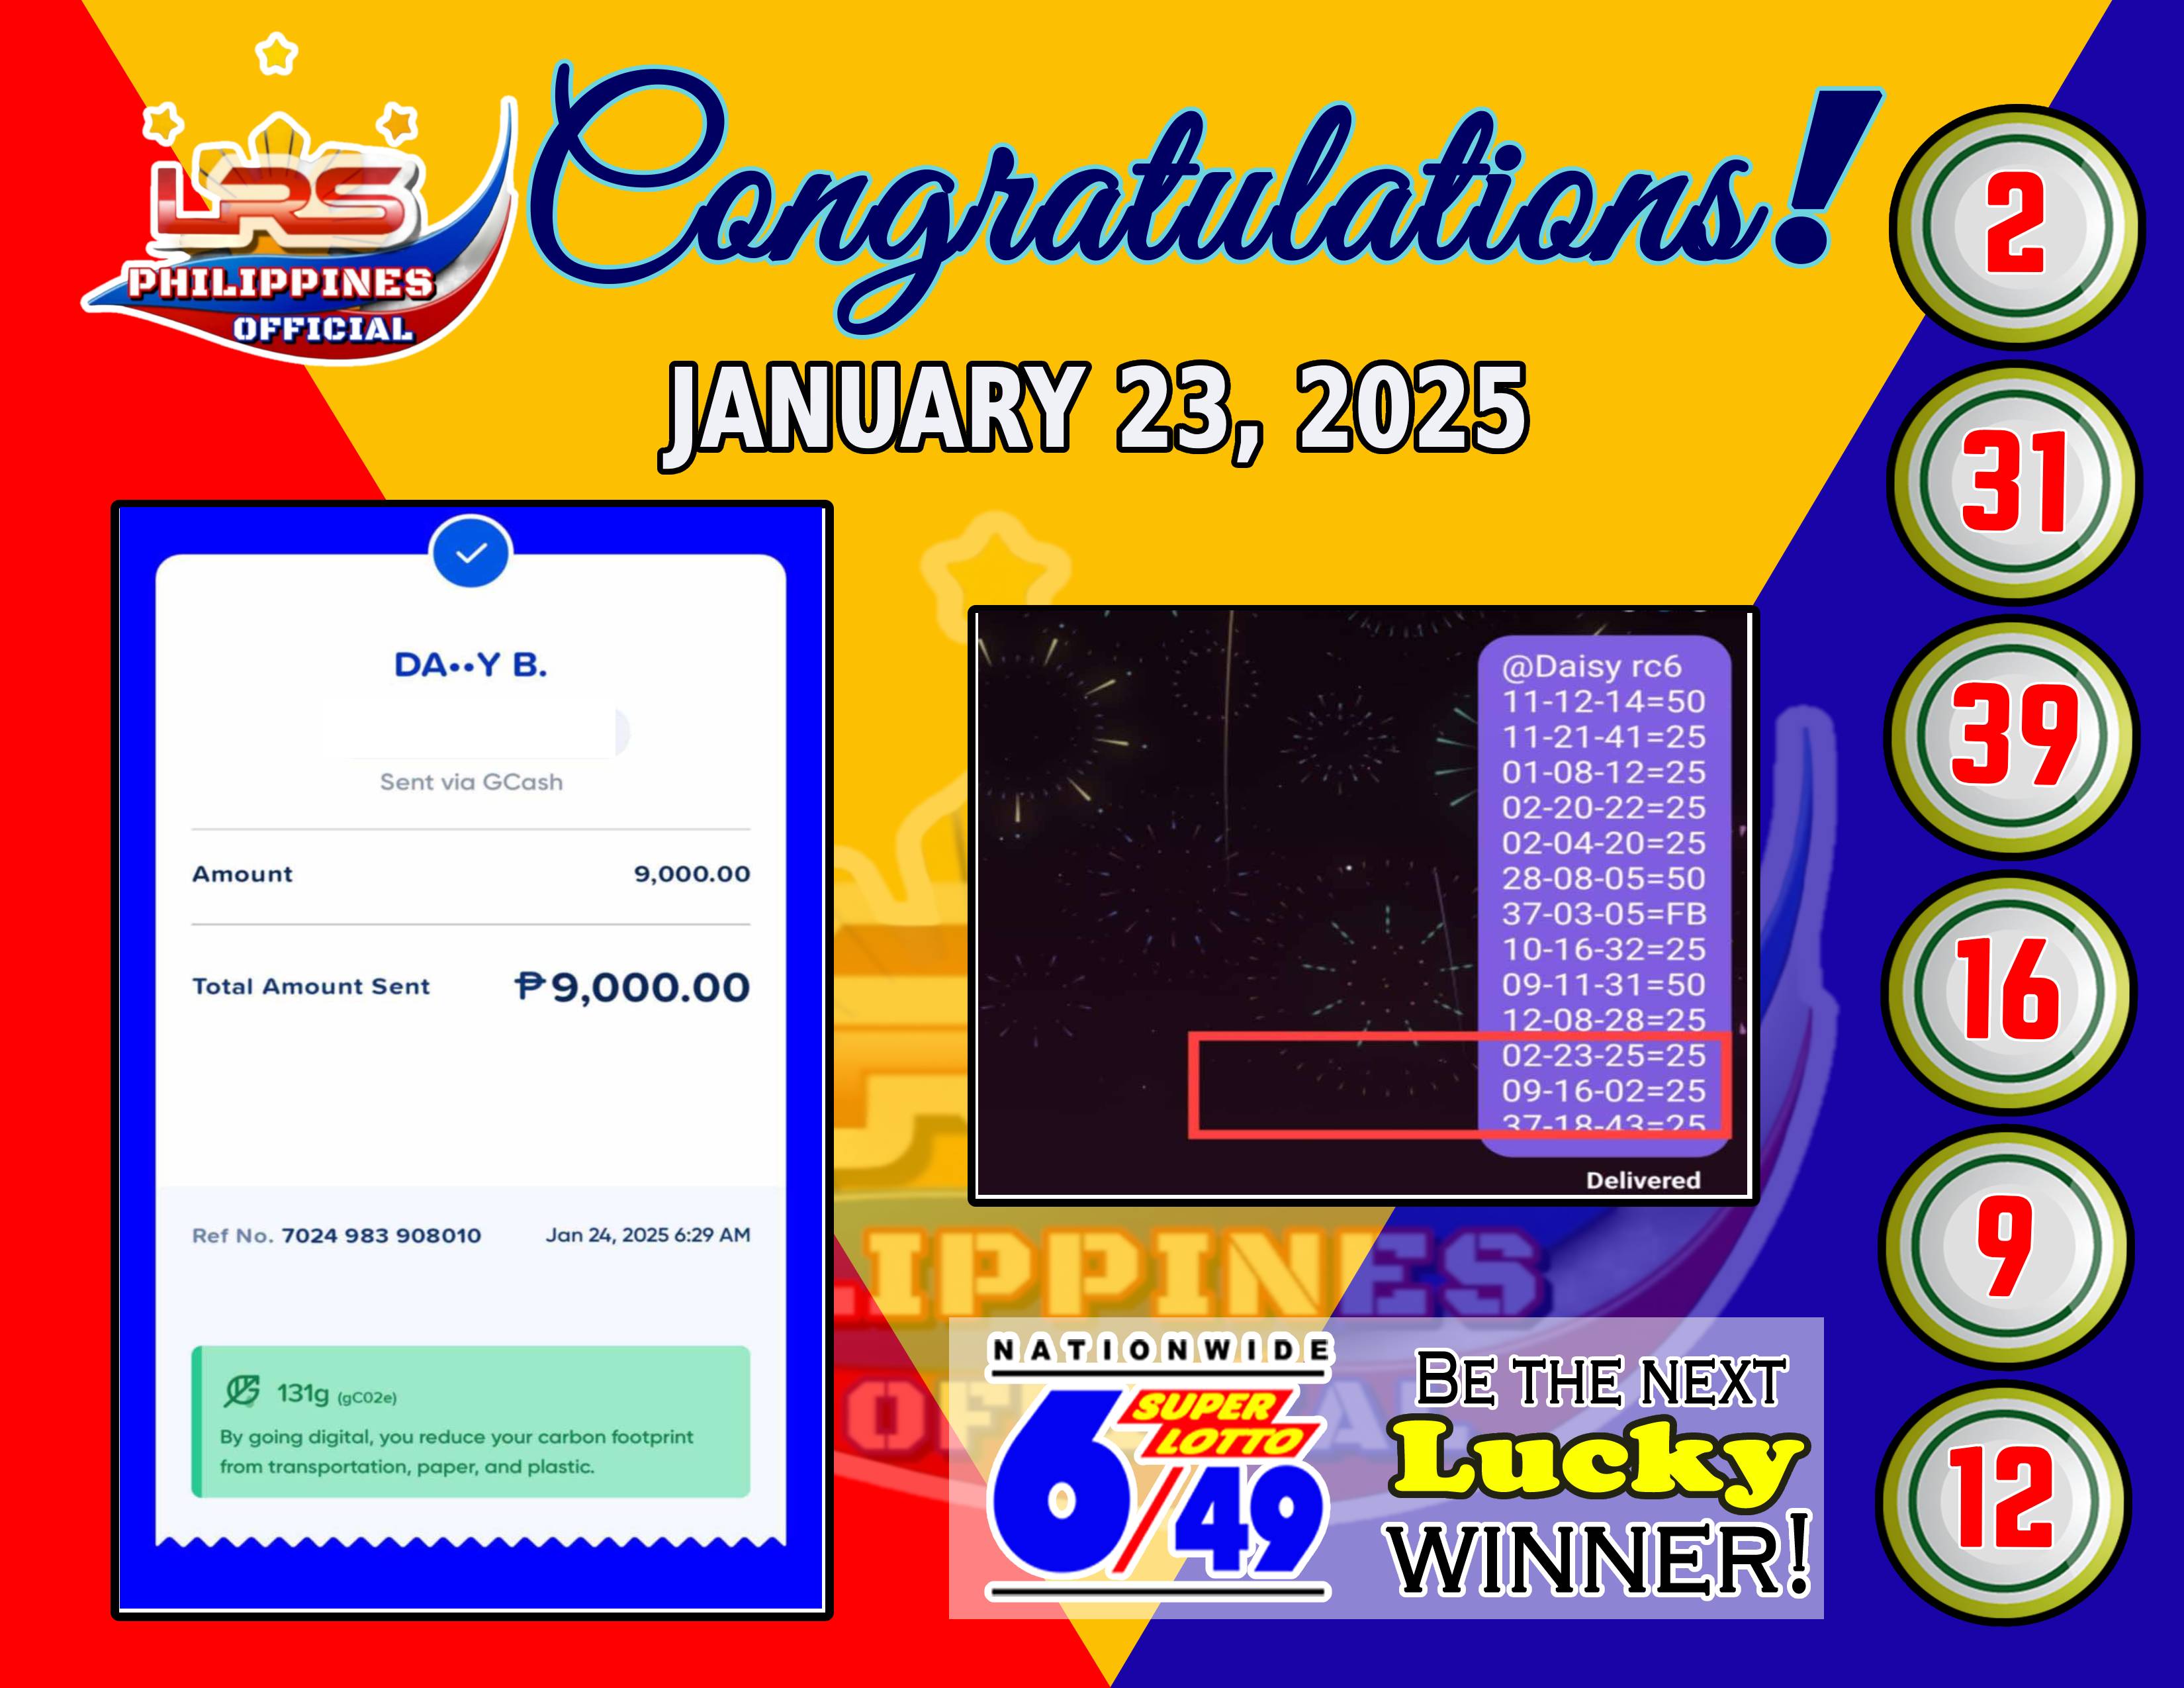 LRS
PHILIPPINES
OFFICIAL
Congratulations!
JANUARY 23, 2025
DA••Y B.
Sent via GCash
Amount 9,000.00
Total Amount Sent ₱9,000.00
Ref No. 7024 983 908010 Jan 24, 2025 6:29 AM
131g (gC02e)
By going digital, you reduce your carbon footprint
from transportation, paper, and plastic.
@Daisy rc6
11-12-14=50
11-21-41=25
01-08-12=25
02-20-22=25
02-04-20=25
28-08-05=50
37-03-05=FB
10-16-32=25
09-11-31=50
12-08-28=25
02-23-25=25
09-16-02=25
37-18-43=25
Delivered
NATIONWIDE
SUPER
LOTTO
6/49
BE THE NEXT
Lucky
WINNER!
2
31
39
16
9
12